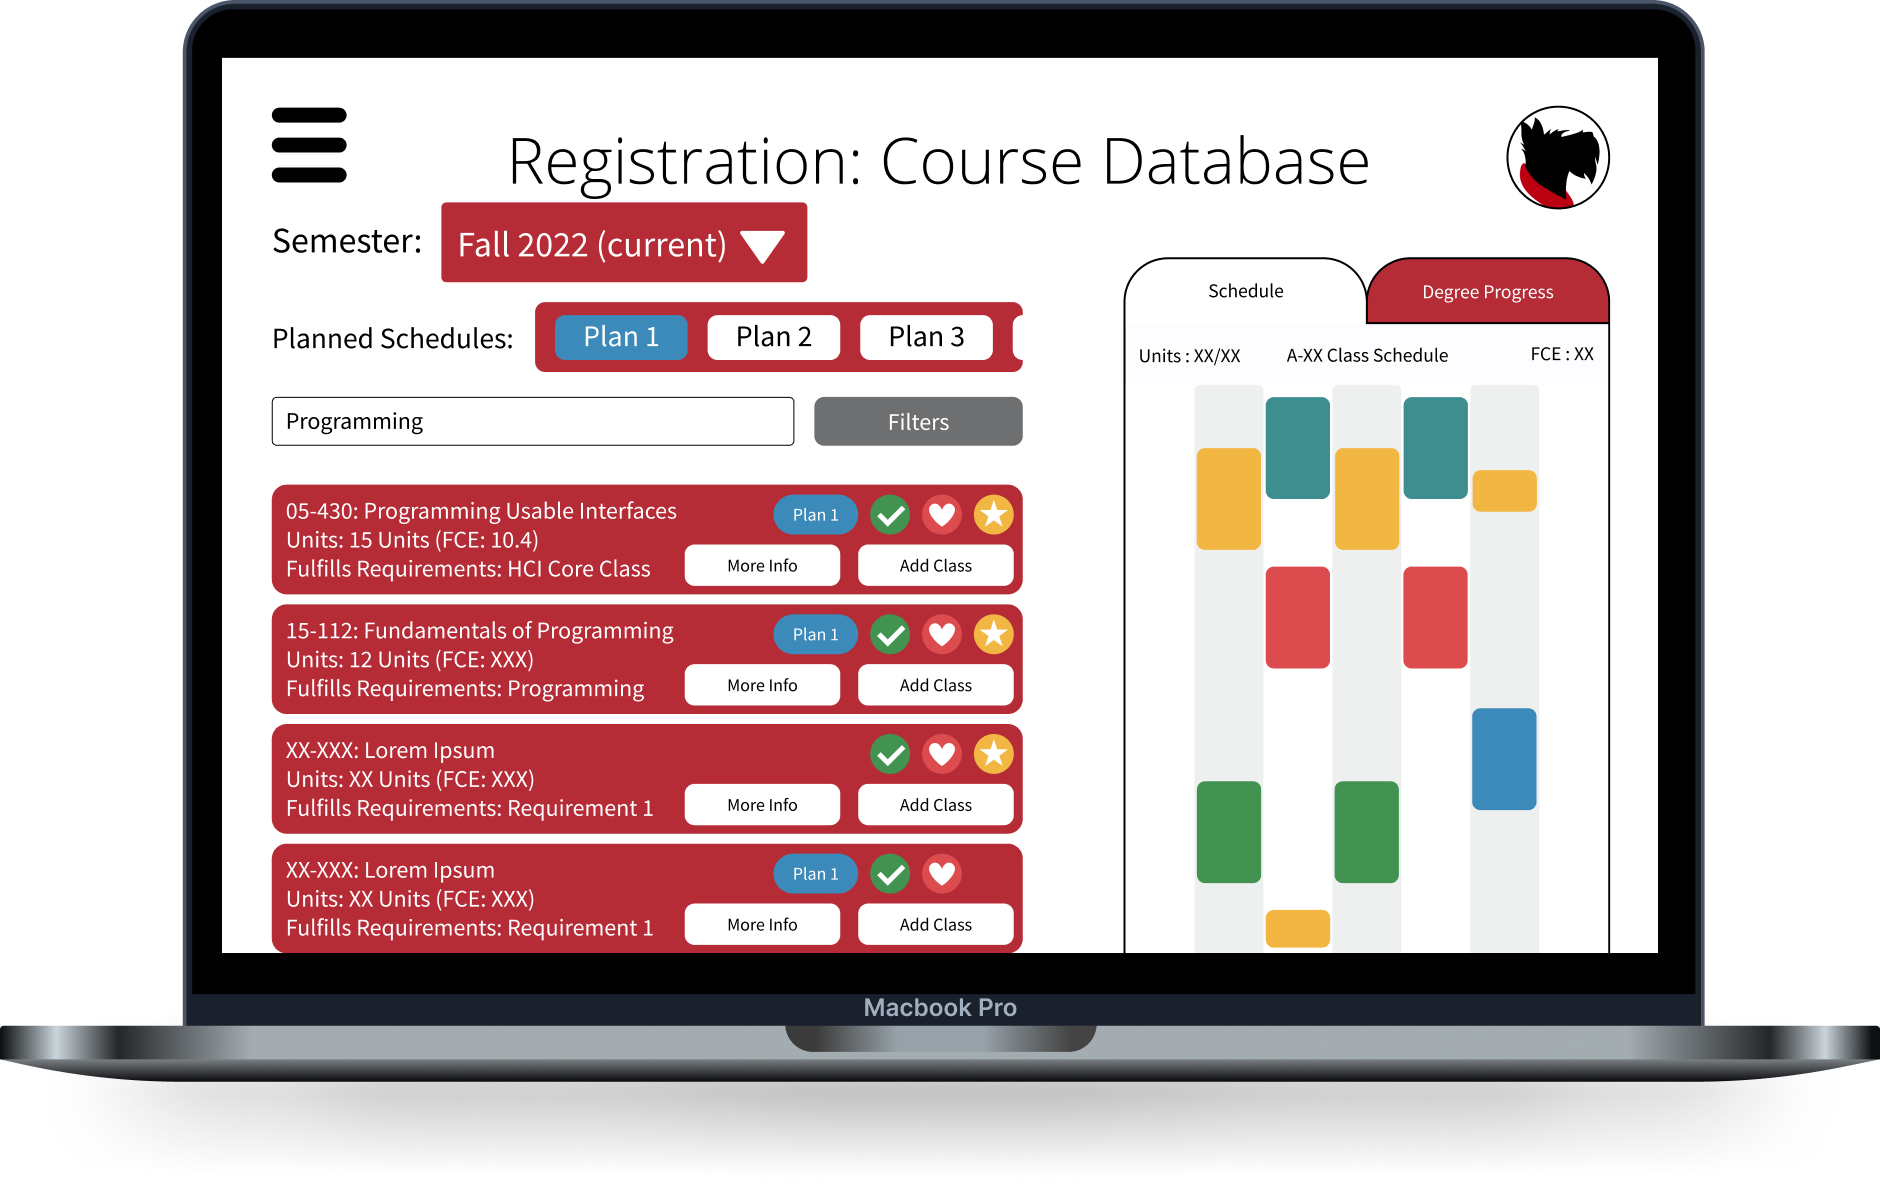 Registration: Course Database
Semester:
Fall 2022 (current)
Planned Schedules:
Plan 1
Plan 2
Plan 3
Programming
Filters
05-430: Programming Usable Interfaces
Units: 15 Units (FCE: 10.4)
Fulfills Requirements: HCI Core Class
Plan 1
More Info
Add Class
15-112: Fundamentals of Programming
Units: 12 Units (FCE: XXX)
Fulfills Requirements: Programming
Plan 1
More Info
Add Class
XX-XXX: Lorem Ipsum
Units: XX Units (FCE: XXX)
Fulfills Requirements: Requirement 1
More Info
Add Class
XX-XXX: Lorem Ipsum
Units: XX Units (FCE: XXX)
Fulfills Requirements: Requirement 1
Plan 1
More Info
Add Class
Schedule
Degree Progress
Units : XX/XX
A-XX Class Schedule
FCE : XX
Macbook Pro